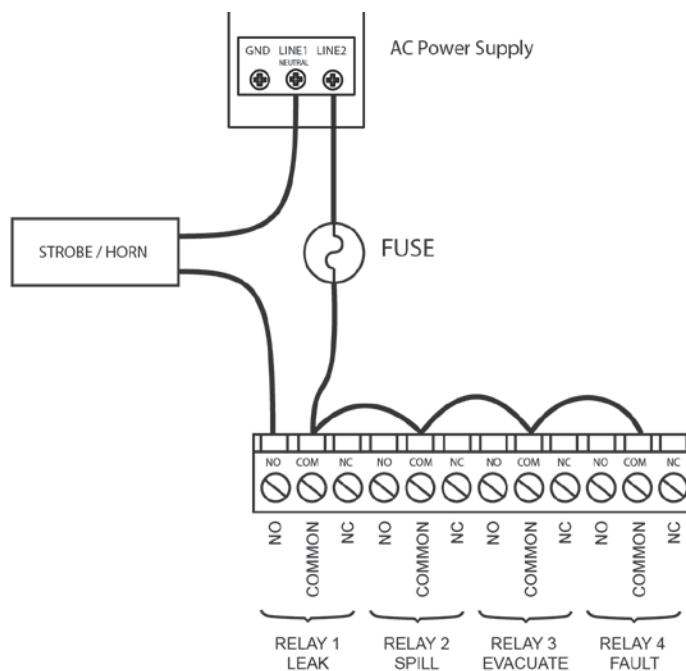 GND LINE1 LINE2
NEUTRAL
AC Power Supply
STROBE / HORN
FUSE
NO COM NC NO COM NC NO COM NC NO COM NC
NO COMMON NC NO COMMON NC NO COMMON NC NO COMMON NC
RELAY 1 RELAY 2 RELAY 3 RELAY 4
LEAK SPILL EVACUATE FAULT